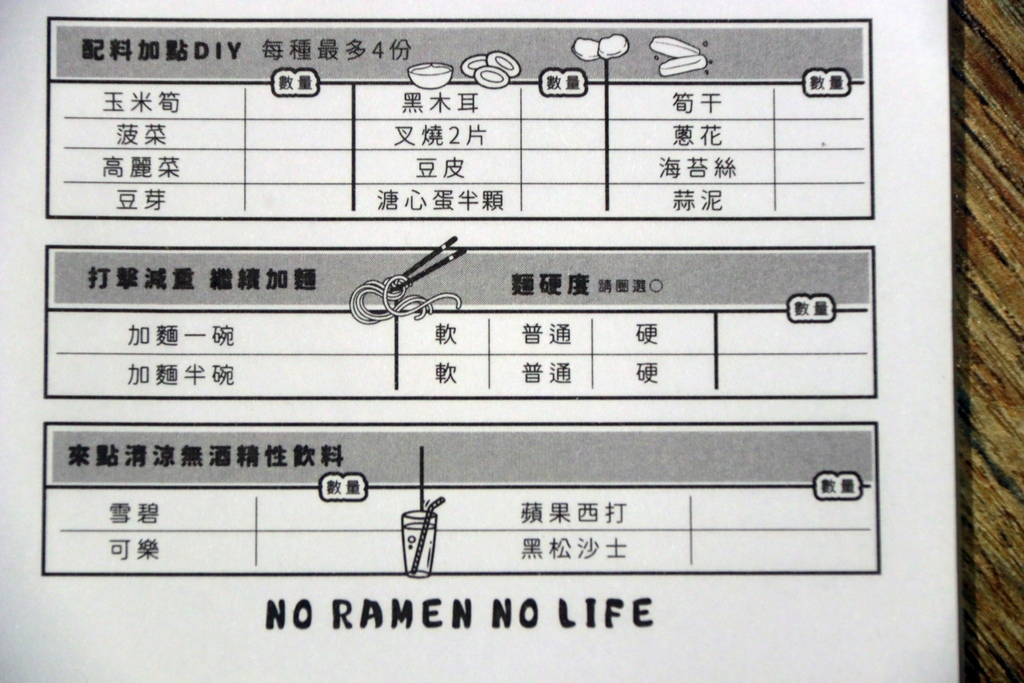 配料加點DIY 每種最多4份
數量 數量 數量
玉米筍 黑木耳 筍干
菠菜 叉燒2片 蔥花
高麗菜 豆皮 海苔絲
豆芽 溏心蛋半顆 蒜泥
打擊減重 繼續加麵 麵硬度 請圈選○
數量
加麵一碗 軟 普通 硬
加麵半碗 軟 普通 硬
來點清涼無酒精性飲料
數量 數量
雪碧 蘋果西打
可樂 黑松沙士
NO RAMEN NO LIFE